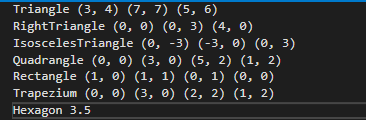 Triangle (3, 4) (7, 7) (5, 6)
RightTriangle (0, 0) (0, 3) (4, 0)
IsoscelesTriangle (0, -3) (-3, 0) (0, 3)
Quadrangle (0, 0) (3, 0) (5, 2) (1, 2)
Rectangle (1, 0) (1, 1) (0, 1) (0, 0)
Trapezium (0, 0) (3, 0) (2, 2) (1, 2)
Hexagon 3.5